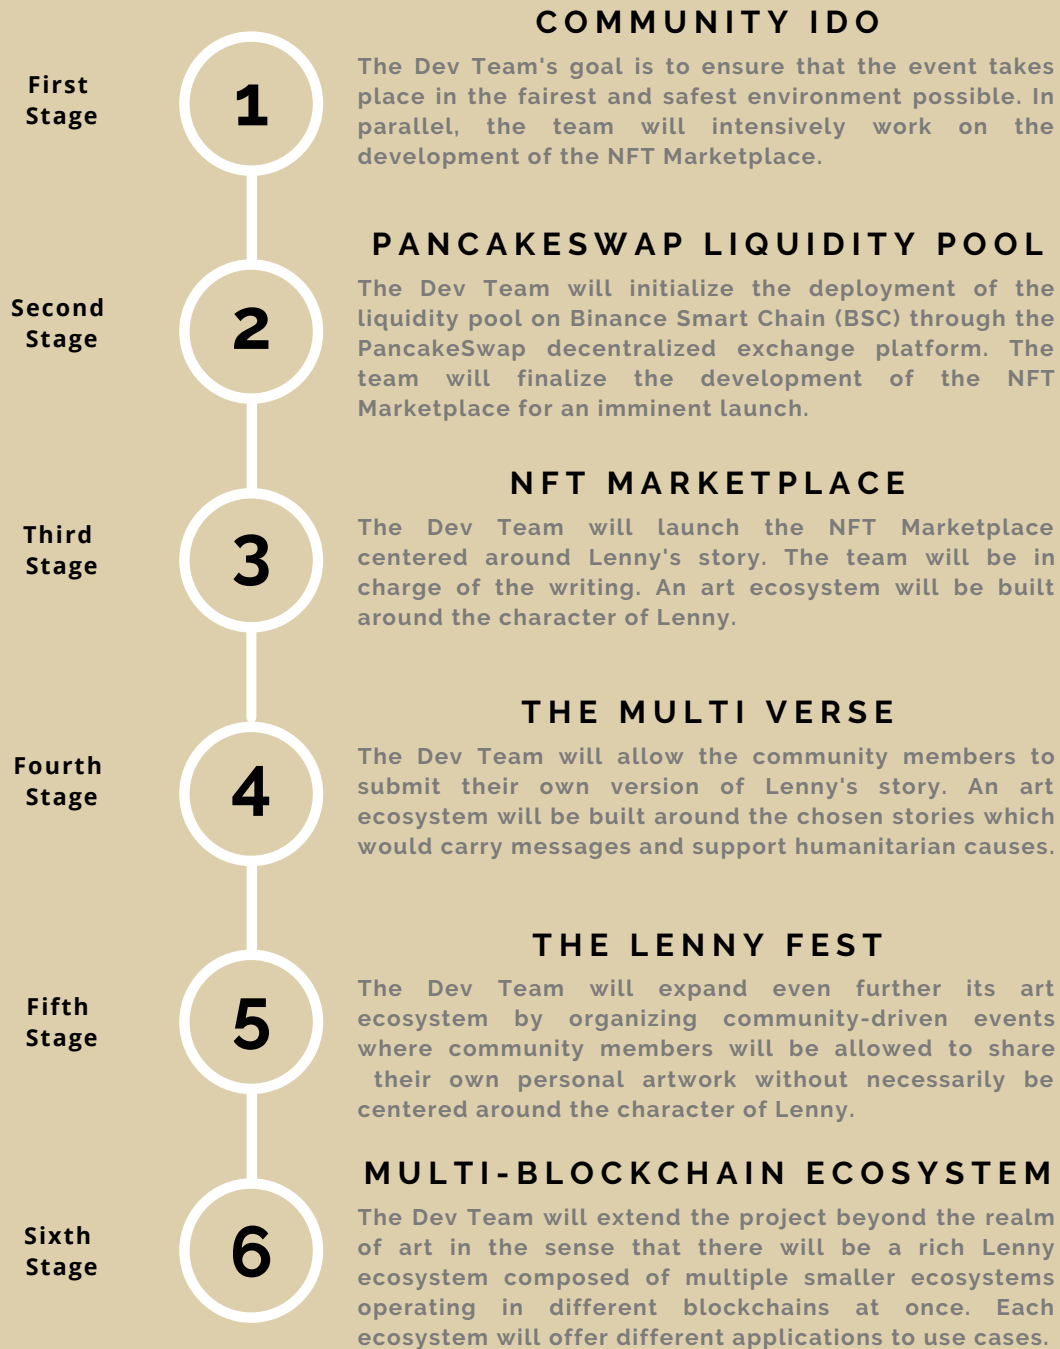 COMMUNITY IDO
First
Stage
1
The Dev Team's goal is to ensure that the event takes
place in the fairest and safest environment possible. In
parallel, the team will intensively work on the
development of the NFT Marketplace.
PANCAKESWAP LIQUIDITY POOL
Second
Stage
2
The Dev Team will initialize the deployment of the
liquidity pool on Binance Smart Chain (BSC) through the
PancakeSwap decentralized exchange platform. The
team will finalize the development of the NFT
Marketplace for an imminent launch.
NFT MARKETPLACE
Third
Stage
3
The Dev Team will launch the NFT Marketplace
centered around Lenny's story. The team will be in
charge of the writing. An art ecosystem will be built
around the character of Lenny.
THE MULTI VERSE
Fourth
Stage
4
The Dev Team will allow the community members to
submit their own version of Lenny's story. An art
ecosystem will be built around the chosen stories which
would carry messages and support humanitarian causes.
THE LENNY FEST
Fifth
Stage
5
The Dev Team will expand even further its art
ecosystem by organizing community-driven events
where community members will be allowed to share
their own personal artwork without necessarily be
centered around the character of Lenny.
MULTI-BLOCKCHAIN ECOSYSTEM
Sixth
Stage
6
The Dev Team will extend the project beyond the realm
of art in the sense that there will be a rich Lenny
ecosystem composed of multiple smaller ecosystems
operating in different blockchains at once. Each
ecosystem will offer different applications to use cases.